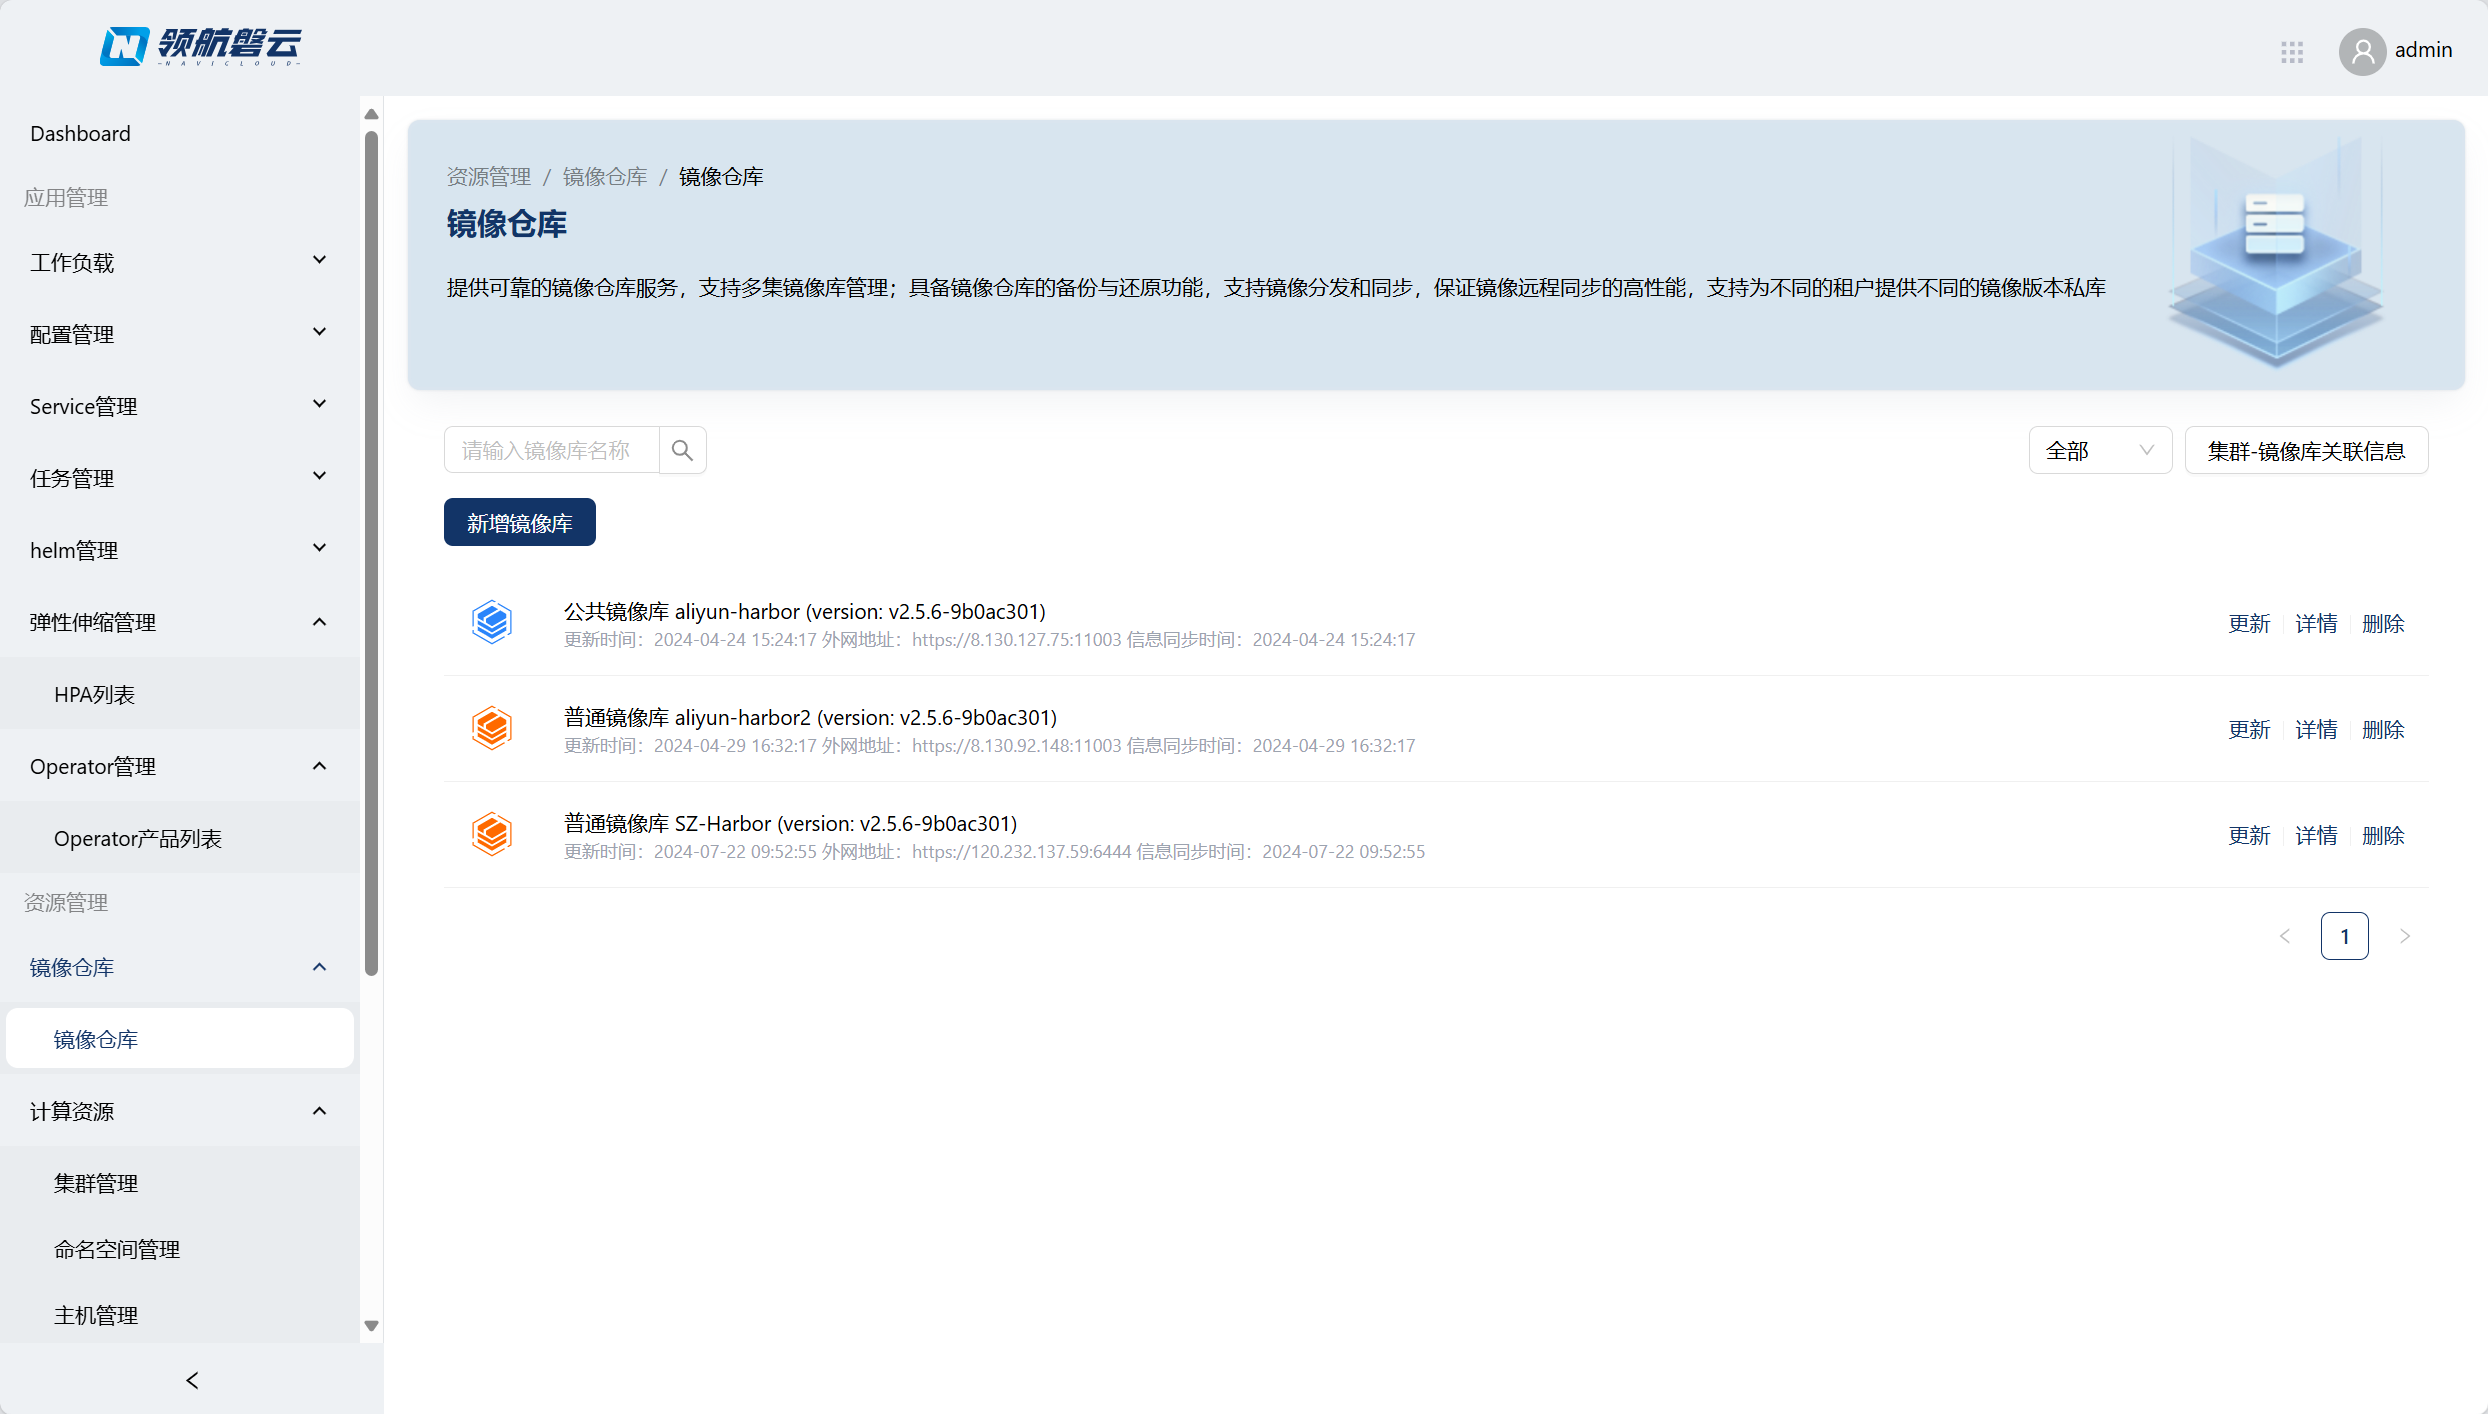 领航磐云
-NAVICLOUD-
admin
Dashboard
应用管理
工作负载
配置管理
Service管理
任务管理
helm管理
弹性伸缩管理
HPA列表
Operator管理
Operator产品列表
资源管理
镜像仓库
镜像仓库
计算资源
集群管理
命名空间管理
主机管理
资源管理 / 镜像仓库 / 镜像仓库
镜像仓库
提供可靠的镜像仓库服务，支持多集镜像库管理；具备镜像仓库的备份与还原功能，支持镜像分发和同步，保证镜像远程同步的高性能，支持为不同的租户提供不同的镜像版本私库
请输入镜像库名称
全部
集群-镜像库关联信息
新增镜像库
公共镜像库 aliyun-harbor (version: v2.5.6-9b0ac301)
更新时间：2024-04-24 15:24:17 外网地址：https://8.130.127.75:11003 信息同步时间：2024-04-24 15:24:17
更新 详情 删除
普通镜像库 aliyun-harbor2 (version: v2.5.6-9b0ac301)
更新时间：2024-04-29 16:32:17 外网地址：https://8.130.92.148:11003 信息同步时间：2024-04-29 16:32:17
更新 详情 删除
普通镜像库 SZ-Harbor (version: v2.5.6-9b0ac301)
更新时间：2024-07-22 09:52:55 外网地址：https://120.232.137.59:6444 信息同步时间：2024-07-22 09:52:55
更新 详情 删除
1